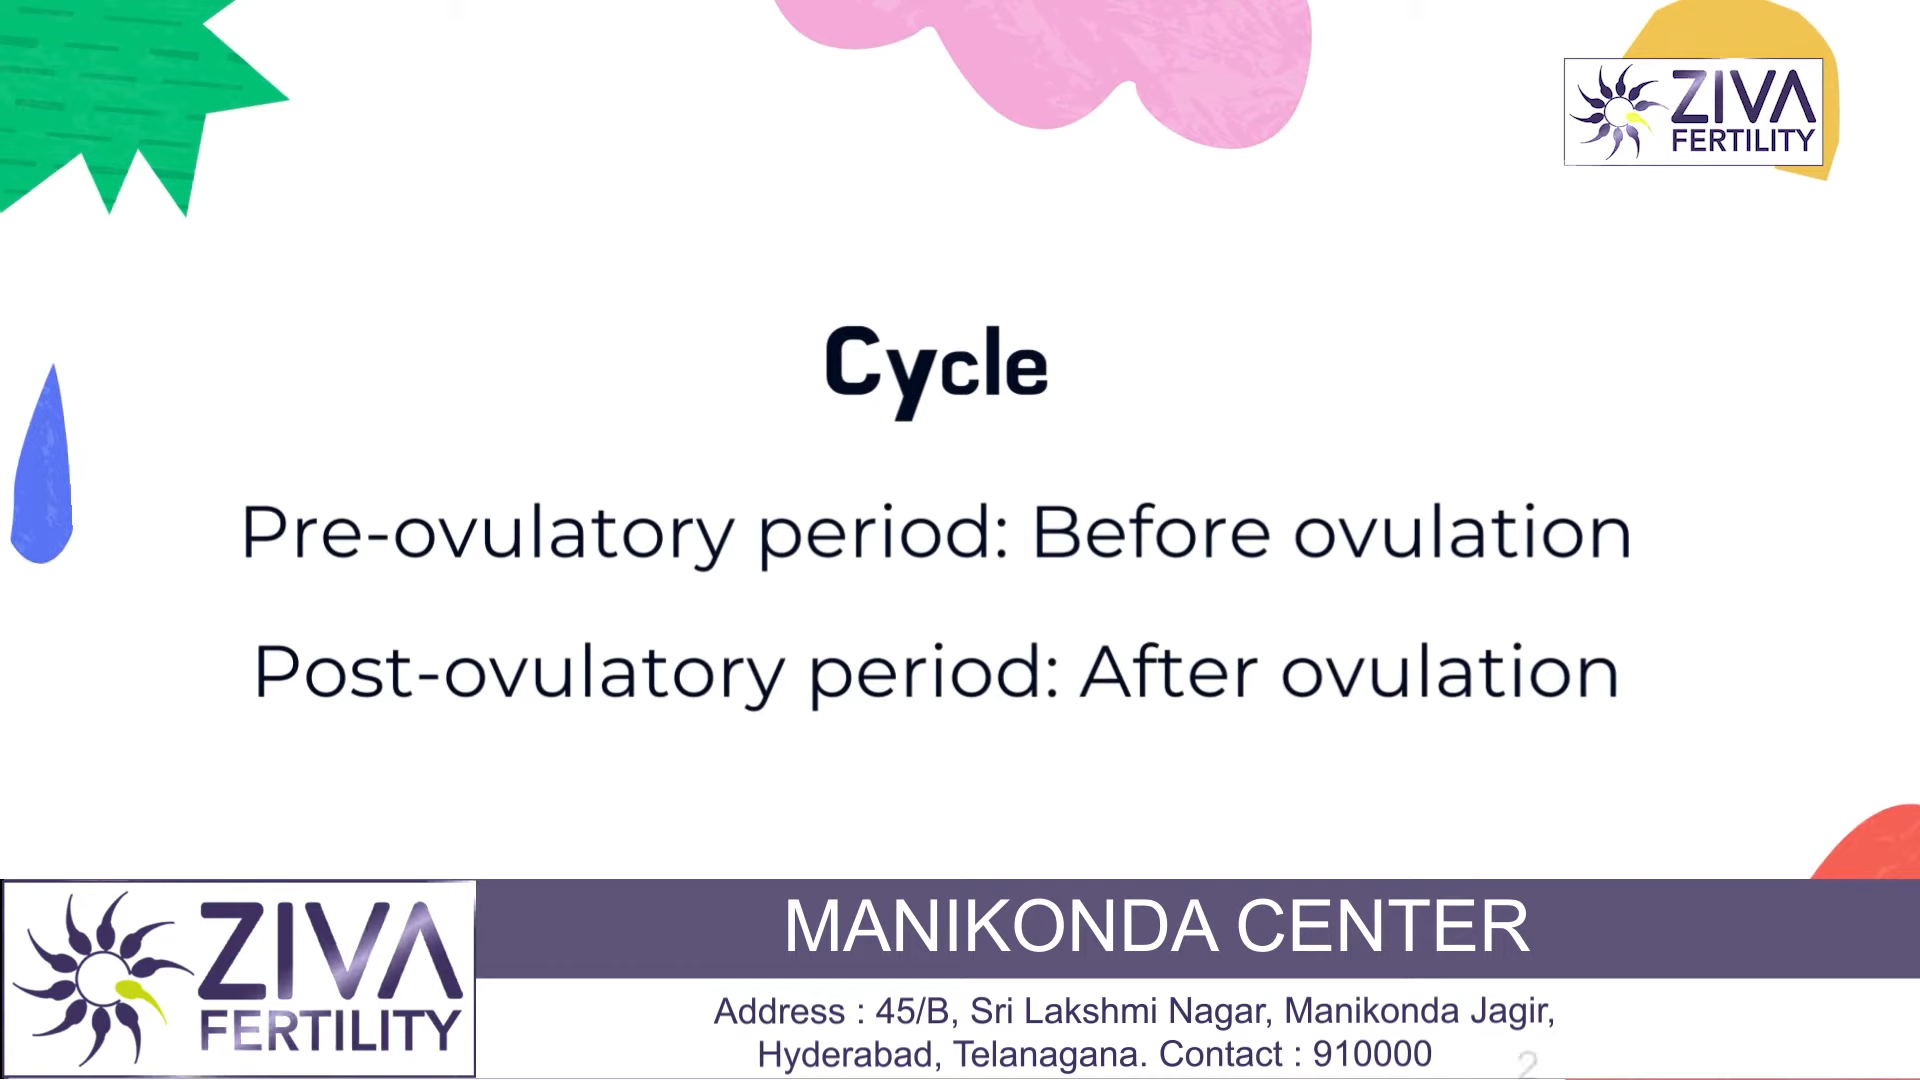 ZIVA
FERTILITY
Cycle
Pre-ovulatory period: Before ovulation
Post-ovulatory period: After ovulation
ZIVA
FERTILITY
MANIKONDA CENTER
Address : 45/B, Sri Lakshmi Nagar, Manikonda Jagir,
Hyderabad, Telanagana. Contact : 910000
2